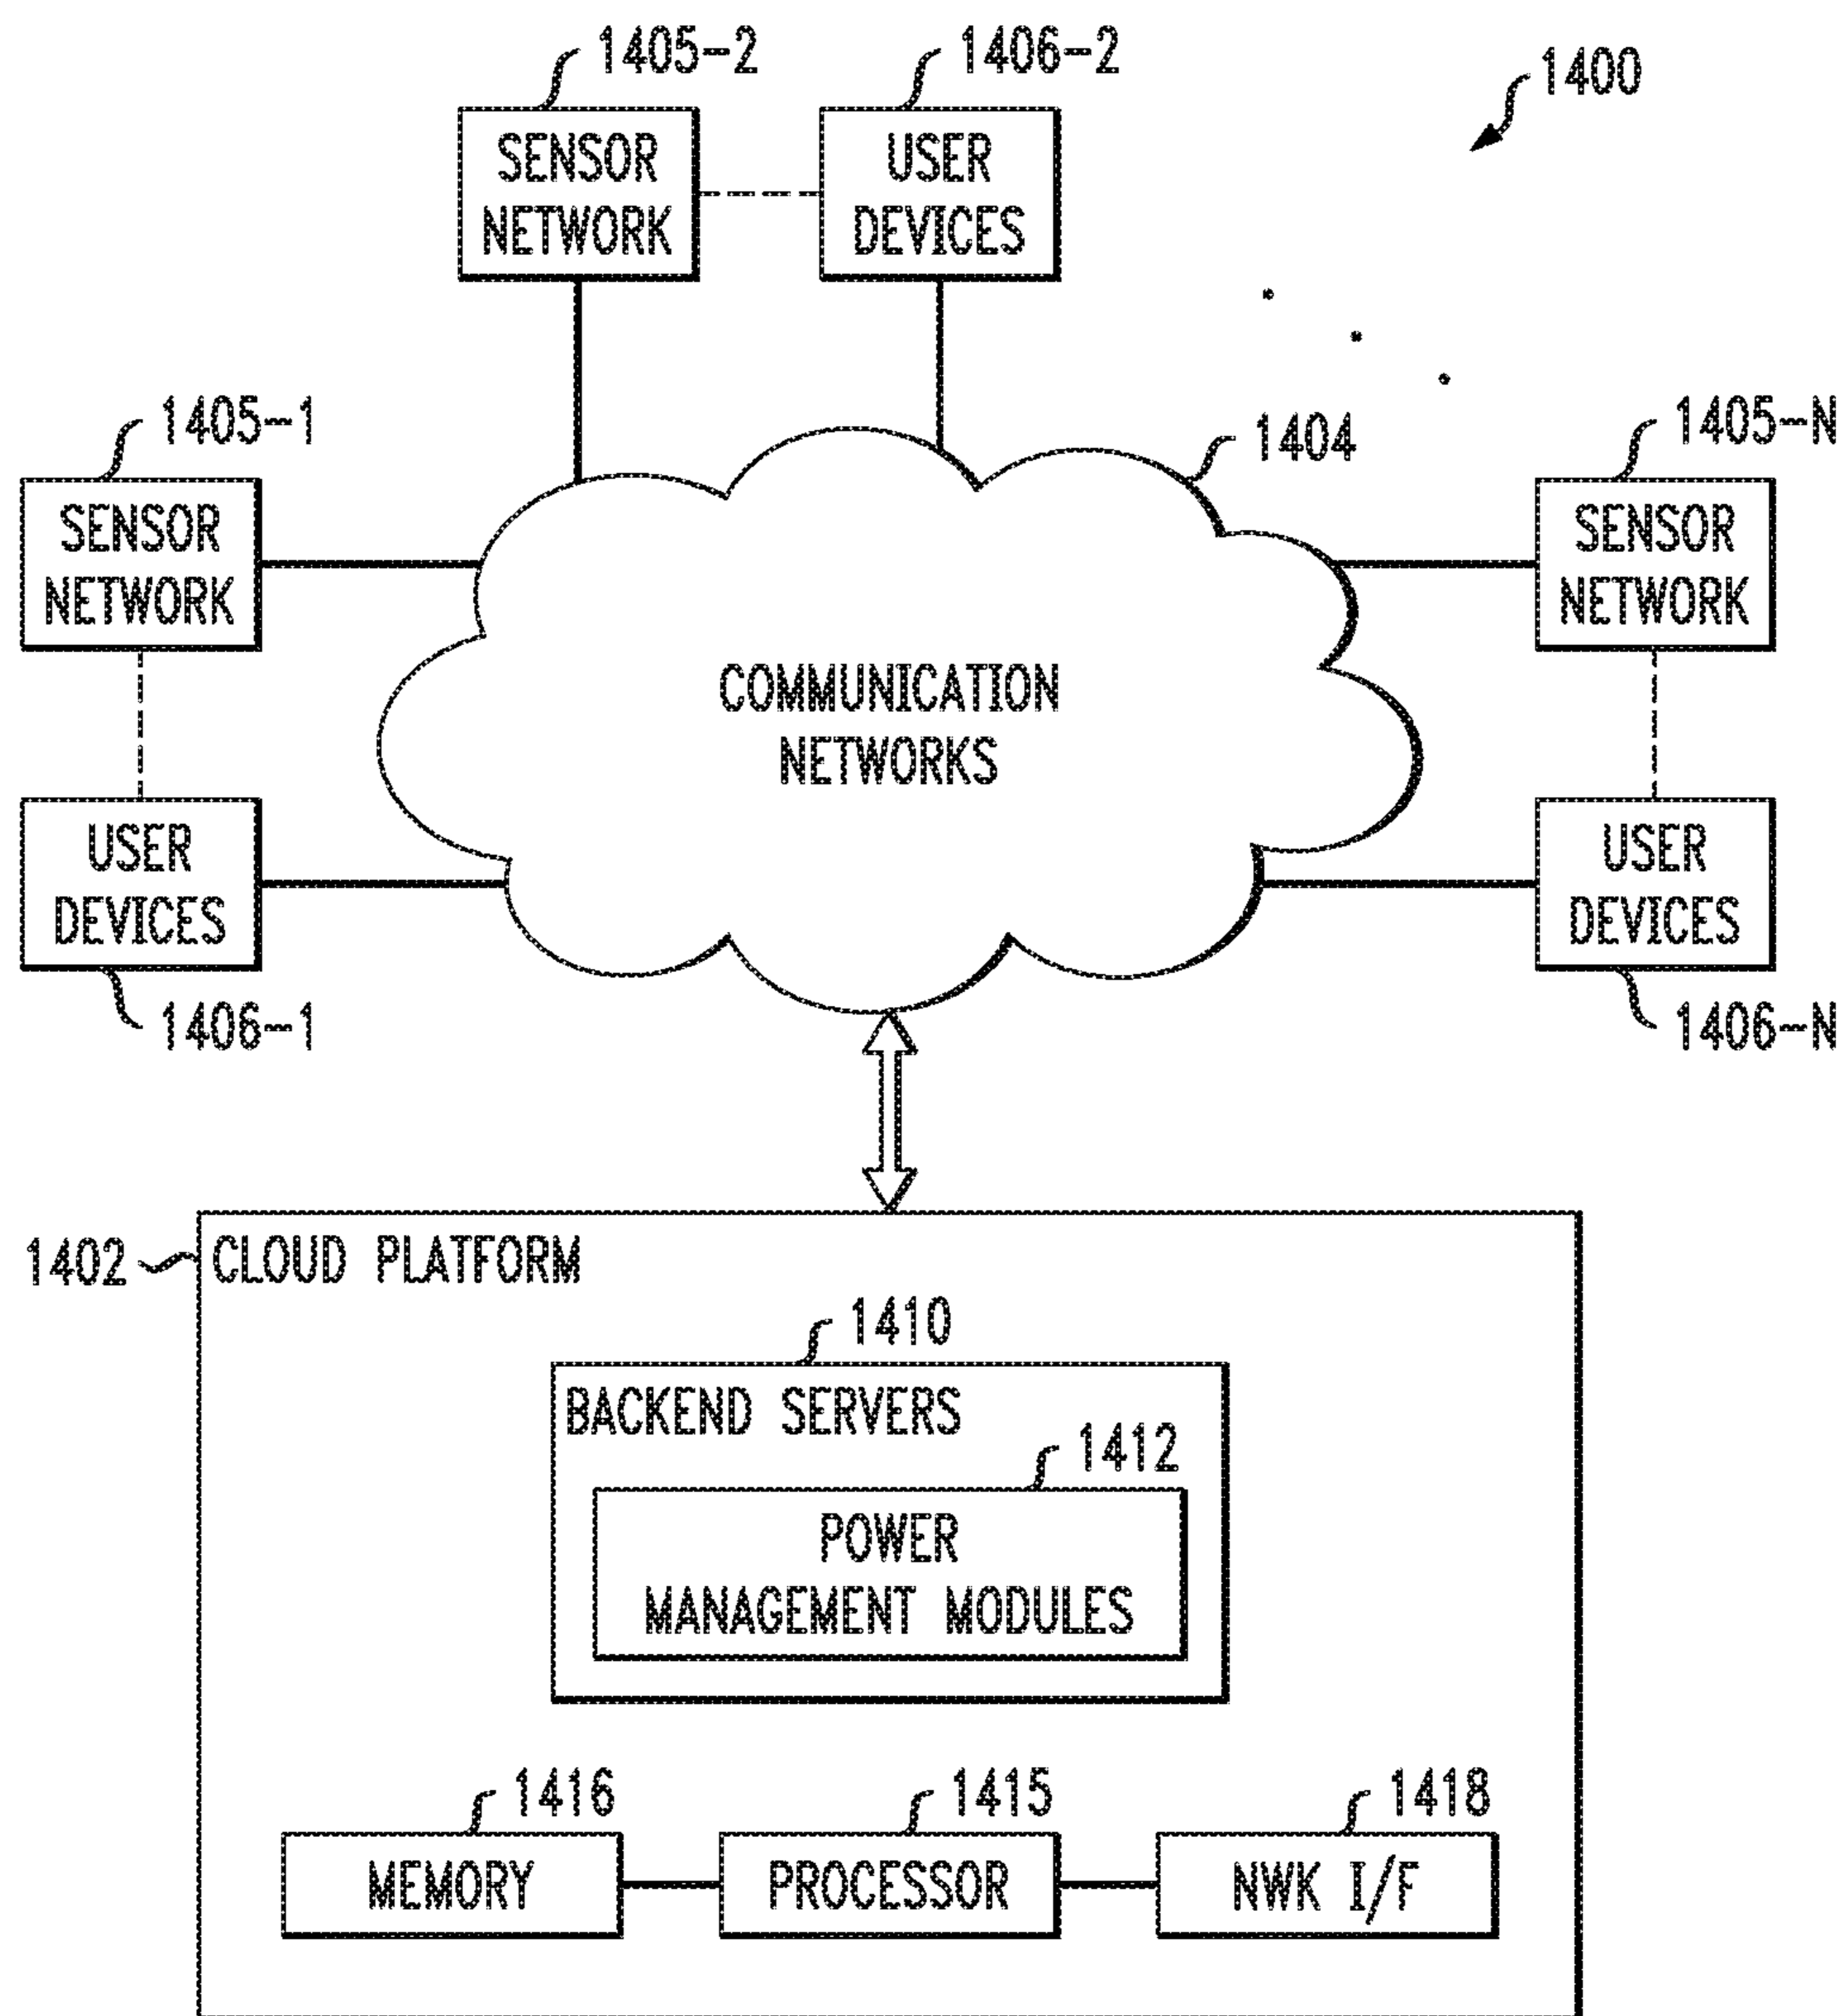 1405-2
1406-2
1400
SENSOR
NETWORK
USER
DEVICES
1405-1
1404
1405-N
SENSOR
NETWORK
SENSOR
NETWORK
COMMUNICATION
NETWORKS
USER
DEVICES
USER
DEVICES
1406-1
1406-N
1402
CLOUD PLATFORM
1410
BACKEND SERVERS
1412
POWER
MANAGEMENT MODULES
1416
1415
1418
MEMORY
PROCESSOR
NWK I/F